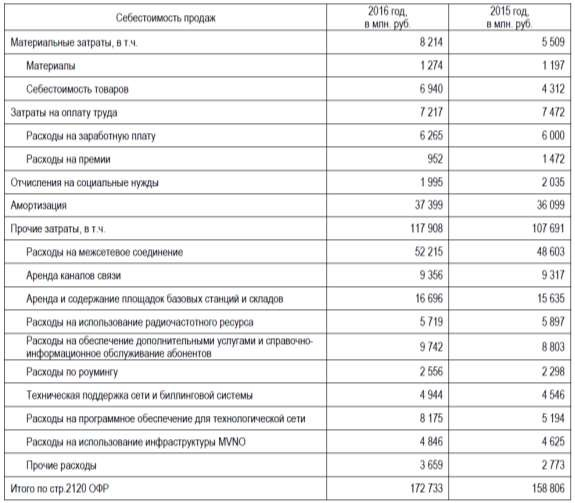 Себестоимость продаж 2016 год, в млн. руб. 2015 год, в млн. руб.
Материальные затраты, в т.ч. 8 214 5 509
Материалы 1 274 1 197
Себестоимость товаров 6 940 4 312
Затраты на оплату труда 7 217 7 472
Расходы на заработную плату 6 265 6 000
Расходы на премии 952 1 472
Отчисления на социальные нужды 1 995 2 035
Амортизация 37 399 36 099
Прочие затраты, в т.ч. 117 908 107 691
Расходы на межсетевое соединение 52 215 48 603
Аренда каналов связи 9 356 9 317
Аренда и содержание площадок базовых станций и складов 16 696 15 635
Расходы на использование радиочастотного ресурса 5 719 5 897
Расходы на обеспечение дополнительными услугами и справочно-
информационное обслуживание абонентов 9 742 8 803
Расходы по роумингу 2 556 2 298
Техническая поддержка сети и биллинговой системы 4 944 4 546
Расходы на программное обеспечение для технологической сети 8 175 5 194
Расходы на использование инфраструктуры MVNO 4 846 4 625
Прочие расходы 3 659 2 773
Итого по стр.2120 ОФР 172 733 158 806